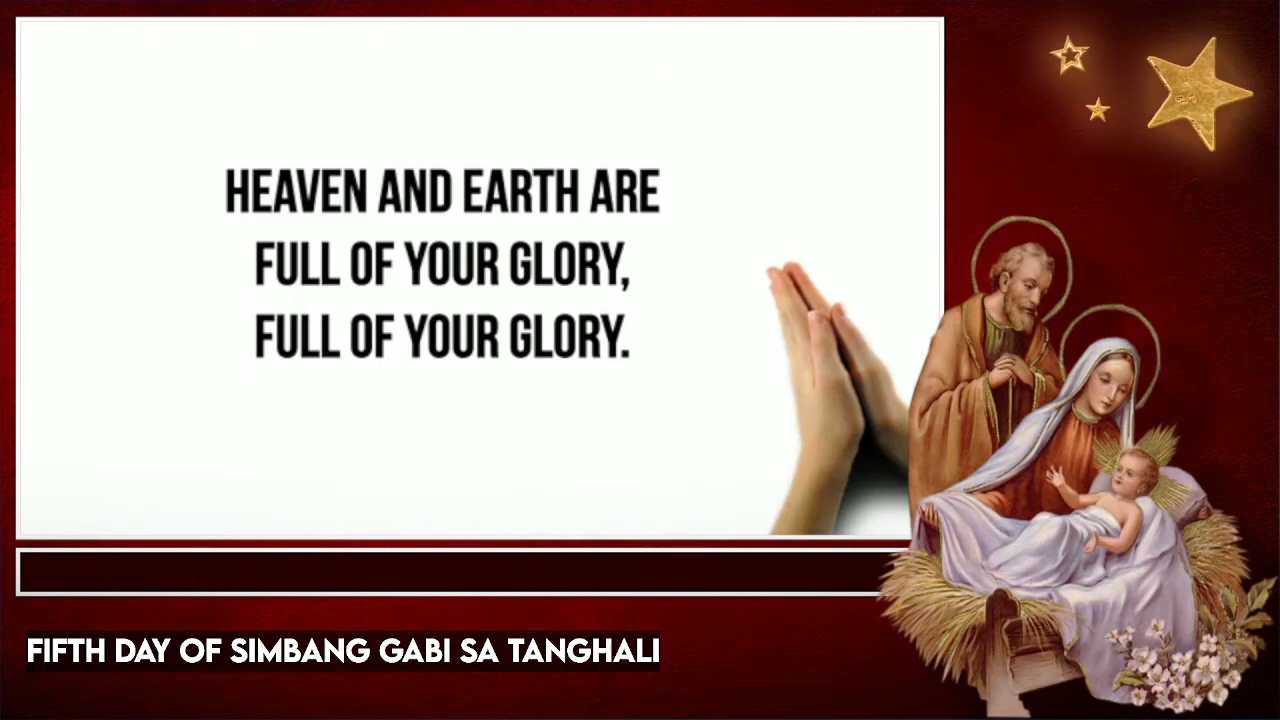 HEAVEN AND EARTH ARE
FULL OF YOUR GLORY,
FULL OF YOUR GLORY.
FIFTH DAY OF SIMBANG GABI SA TANGHALI